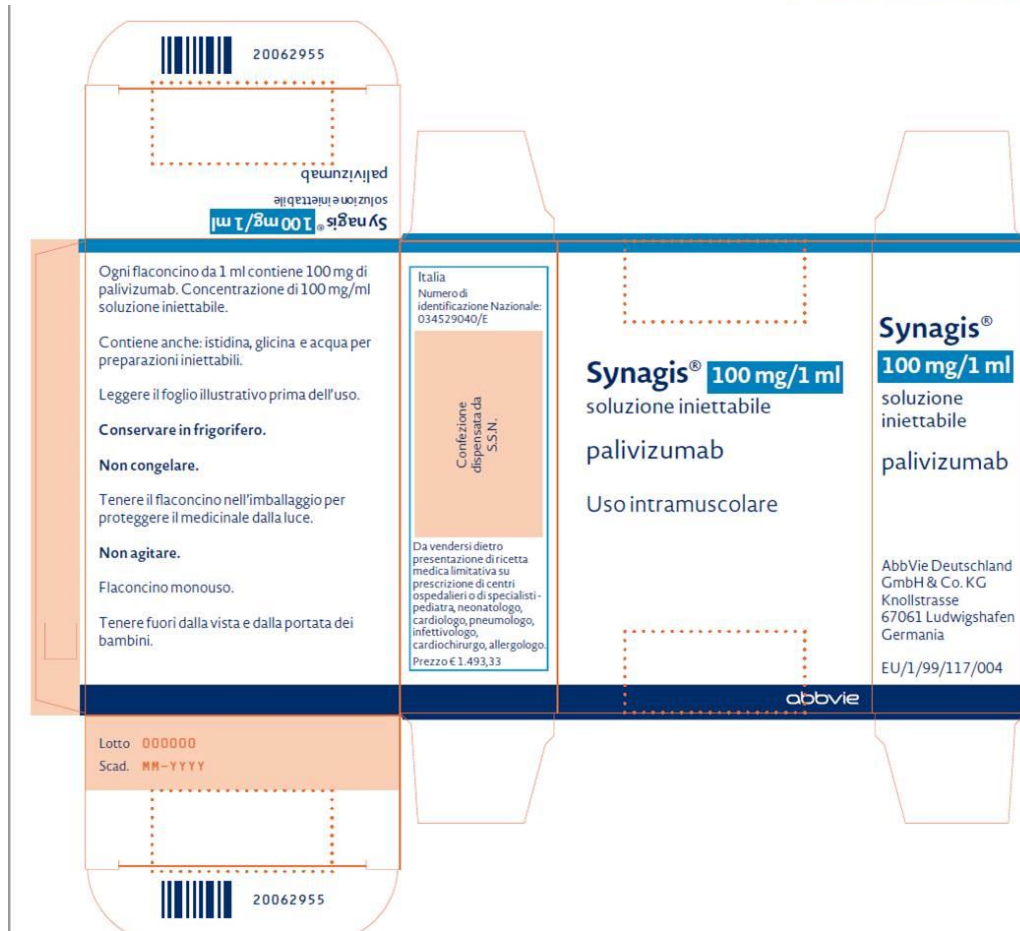 20062955
palivizumab
soluzione iniettabile
Synagis® 100 mg/1 ml
Ogni flaconcino da 1 ml contiene 100 mg di
palivizumab. Concentrazione di 100 mg/ml
soluzione iniettabile.
Contiene anche: istidina, glicina e acqua per
preparazioni iniettabili.
Leggere il foglio illustrativo prima dell'uso.
Conservare in frigorifero.
Non congelare.
Tenere il flaconcino nell'imballaggio per
proteggere il medicinale dalla luce.
Non agitare.
Flaconcino monouso.
Tenere fuori dalla vista e dalla portata dei
bambini.
Lotto 000000
Scad. MM-YYYY
20062955
Italia
Numero di
identificazione Nazionale:
034529040/E
Confezione
dispensata da
S.S.N.
Da vendersi dietro
presentazione di ricetta
medica limitativa su
prescrizione di centri
ospedalieri o di specialisti-
pediatra, neonatologo,
cardiologo, pneumologo,
infettivologo,
cardiochirurgo, allergologo.
Prezzo € 1.493,33
Synagis® 100 mg/1 ml
soluzione iniettabile
palivizumab
Uso intramuscolare
abbvie
Synagis®
100 mg/1 ml
soluzione
iniettabile
palivizumab
AbbVie Deutschland
GmbH & Co. KG
Knollstrasse
67061 Ludwigshafen
Germania
EU/1/99/117/004